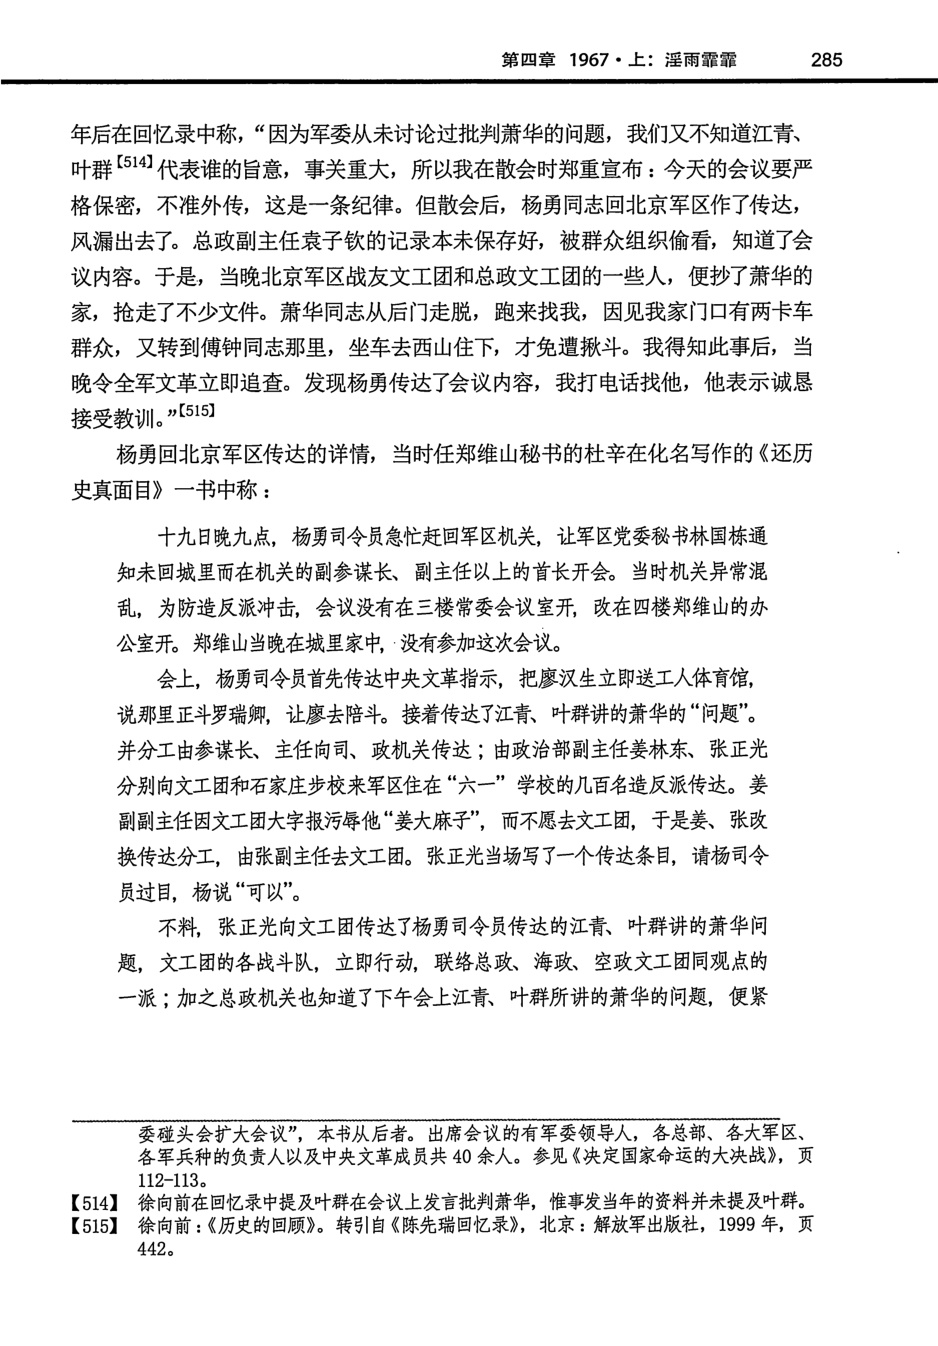 第四章 1967·上：淫雨霏霏 285
年后在回忆录中称，“因为军委从未讨论过批判萧华的问题，我们又不知道江青、
叶群【514】代表谁的旨意，事关重大，所以我在散会时郑重宣布：今天的会议要严
格保密，不准外传，这是一条纪律。但散会后，杨勇同志回北京军区作了传达，
风漏出去了。总政副主任袁子钦的记录本未保存好，被群众组织偷看，知道了会
议内容。于是，当晚北京军区战友文工团和总政文工团的一些人，便抄了萧华的
家，抢走了不少文件。萧华同志从后门走脱，跑来找我，因见我家门口有两卡车
群众，又转到傅钟同志那里，坐车去西山住下，才免遭揪斗。我得知此事后，当
晚令全军文革立即追查。发现杨勇传达了会议内容，我打电话找他，他表示诚恳
接受教训。”【515】
杨勇回北京军区传达的详情，当时任郑维山秘书的杜辛在化名写作的《还历
史真面目》一书中称：
十九日晚九点，杨勇司令员急忙赶回军区机关，让军区党委秘书林国栋通
知未回城里而在机关的副参谋长、副主任以上的首长开会。当时机关异常混
乱，为防造反派冲击，会议没有在三楼常委会议室开，改在四楼郑维山的办
公室开。郑维山当晚在城里家中，没有参加这次会议。
会上，杨勇司令员首先传达中央文革指示，把廖汉生立即送工人体育馆，
说那里正斗罗瑞卿，让廖去陪斗。接着传达了江青、叶群讲的萧华的“问题”。
并分工由参谋长、主任向司、政机关传达；由政治部副主任姜林东、张正光
分别向文工团和石家庄步校来军区住在“六一”学校的几百名造反派传达。姜
副副主任因文工团大字报污辱他“姜大麻子”，而不愿去文工团，于是姜、张改
换传达分工，由张副主任去文工团。张正光当场写了一个传达条目，请杨司令
员过目，杨说“可以”。
不料，张正光向文工团传达了杨勇司令员传达的江青、叶群讲的萧华问
题，文工团的各战斗队，立即行动，联络总政、海政、空政文工团同观点的
一派；加之总政机关也知道了下午会上江青、叶群所讲的萧华的问题，便紧
委碰头会扩大会议”，本书从后者。出席会议的有军委领导人，各总部、各大军区、
各军兵种的负责人以及中央文革成员共 40 余人。参见《决定国家命运的大决战》，页
112-113。
【514】 徐向前在回忆录中提及叶群在会议上发言批判萧华，惟事发当年的资料并未提及叶群。
【515】 徐向前：《历史的回顾》。转引自《陈先瑞回忆录》，北京：解放军出版社，1999 年，页
442。